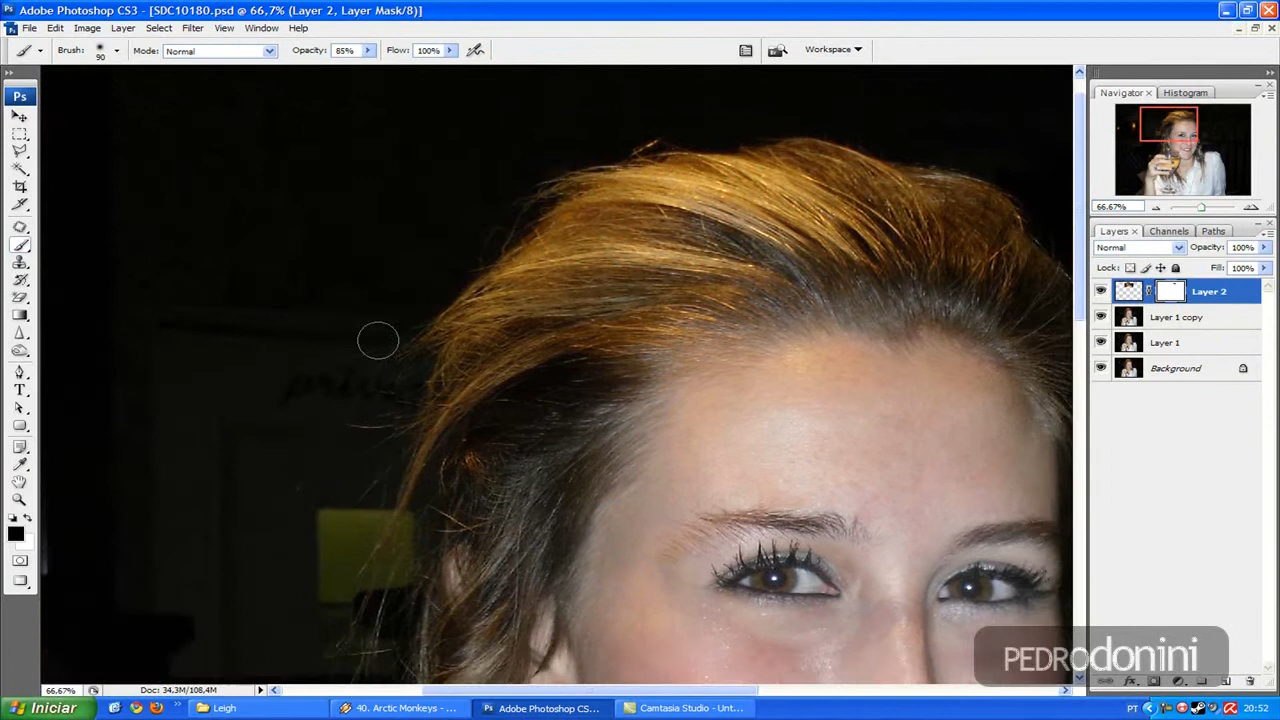 Adobe Photoshop CS3 - [SDC10180.psd @ 66,7% (Layer 2, Layer Mask/8)]
File Edit Image Layer Select Filter View Window Help
Brush: 90 Mode: Normal Opacity: 85% Flow: 100% Workspace
Ps
Navigator Histogram
66.67%
Layers Channels Paths
Normal Opacity: 100%
Lock: Fill: 100%
Layer 2
Layer 1 copy
Layer 1
Background
T
PEDROdonini
66,67% Doc: 34,3M/108,4M
Iniciar Leigh 40. Arctic Monkeys - ... Adobe Photoshop CS... Camtasia Studio - Unt... PT 20:52